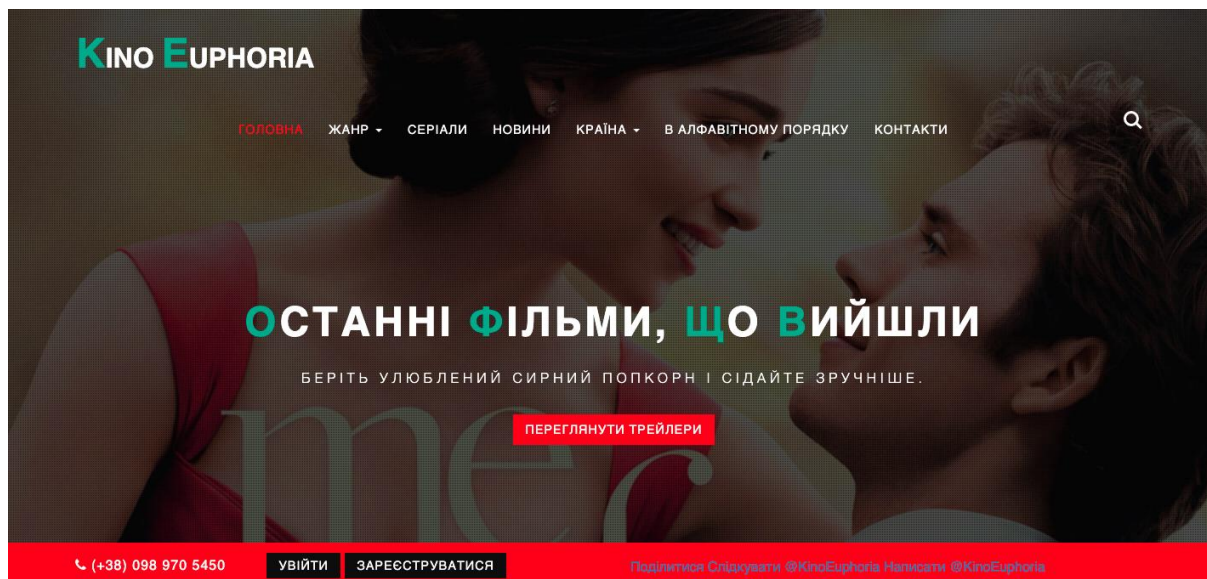 KINO EUPHORIA
ГОЛОВНА ЖАНР СЕРІАЛИ НОВИНИ КРАЇНА В АЛФАВІТНОМУ ПОРЯДКУ КОНТАКТИ
ОСТАННІ ФІЛЬМИ, ЩО ВИЙШЛИ
БЕРІТЬ УЛЮБЛЕНИЙ СИРНИЙ ПОПКОРН І СІДАЙТЕ ЗРУЧНІШЕ.
ПЕРЕГЛЯНУТИ ТРЕЙЛЕРИ
me
(+38) 098 970 5450 УВІЙТИ ЗАРЕЄСТРУВАТИСЯ Поділитися Слідкувати @KinoEuphoria Написати @KinoEuphoria